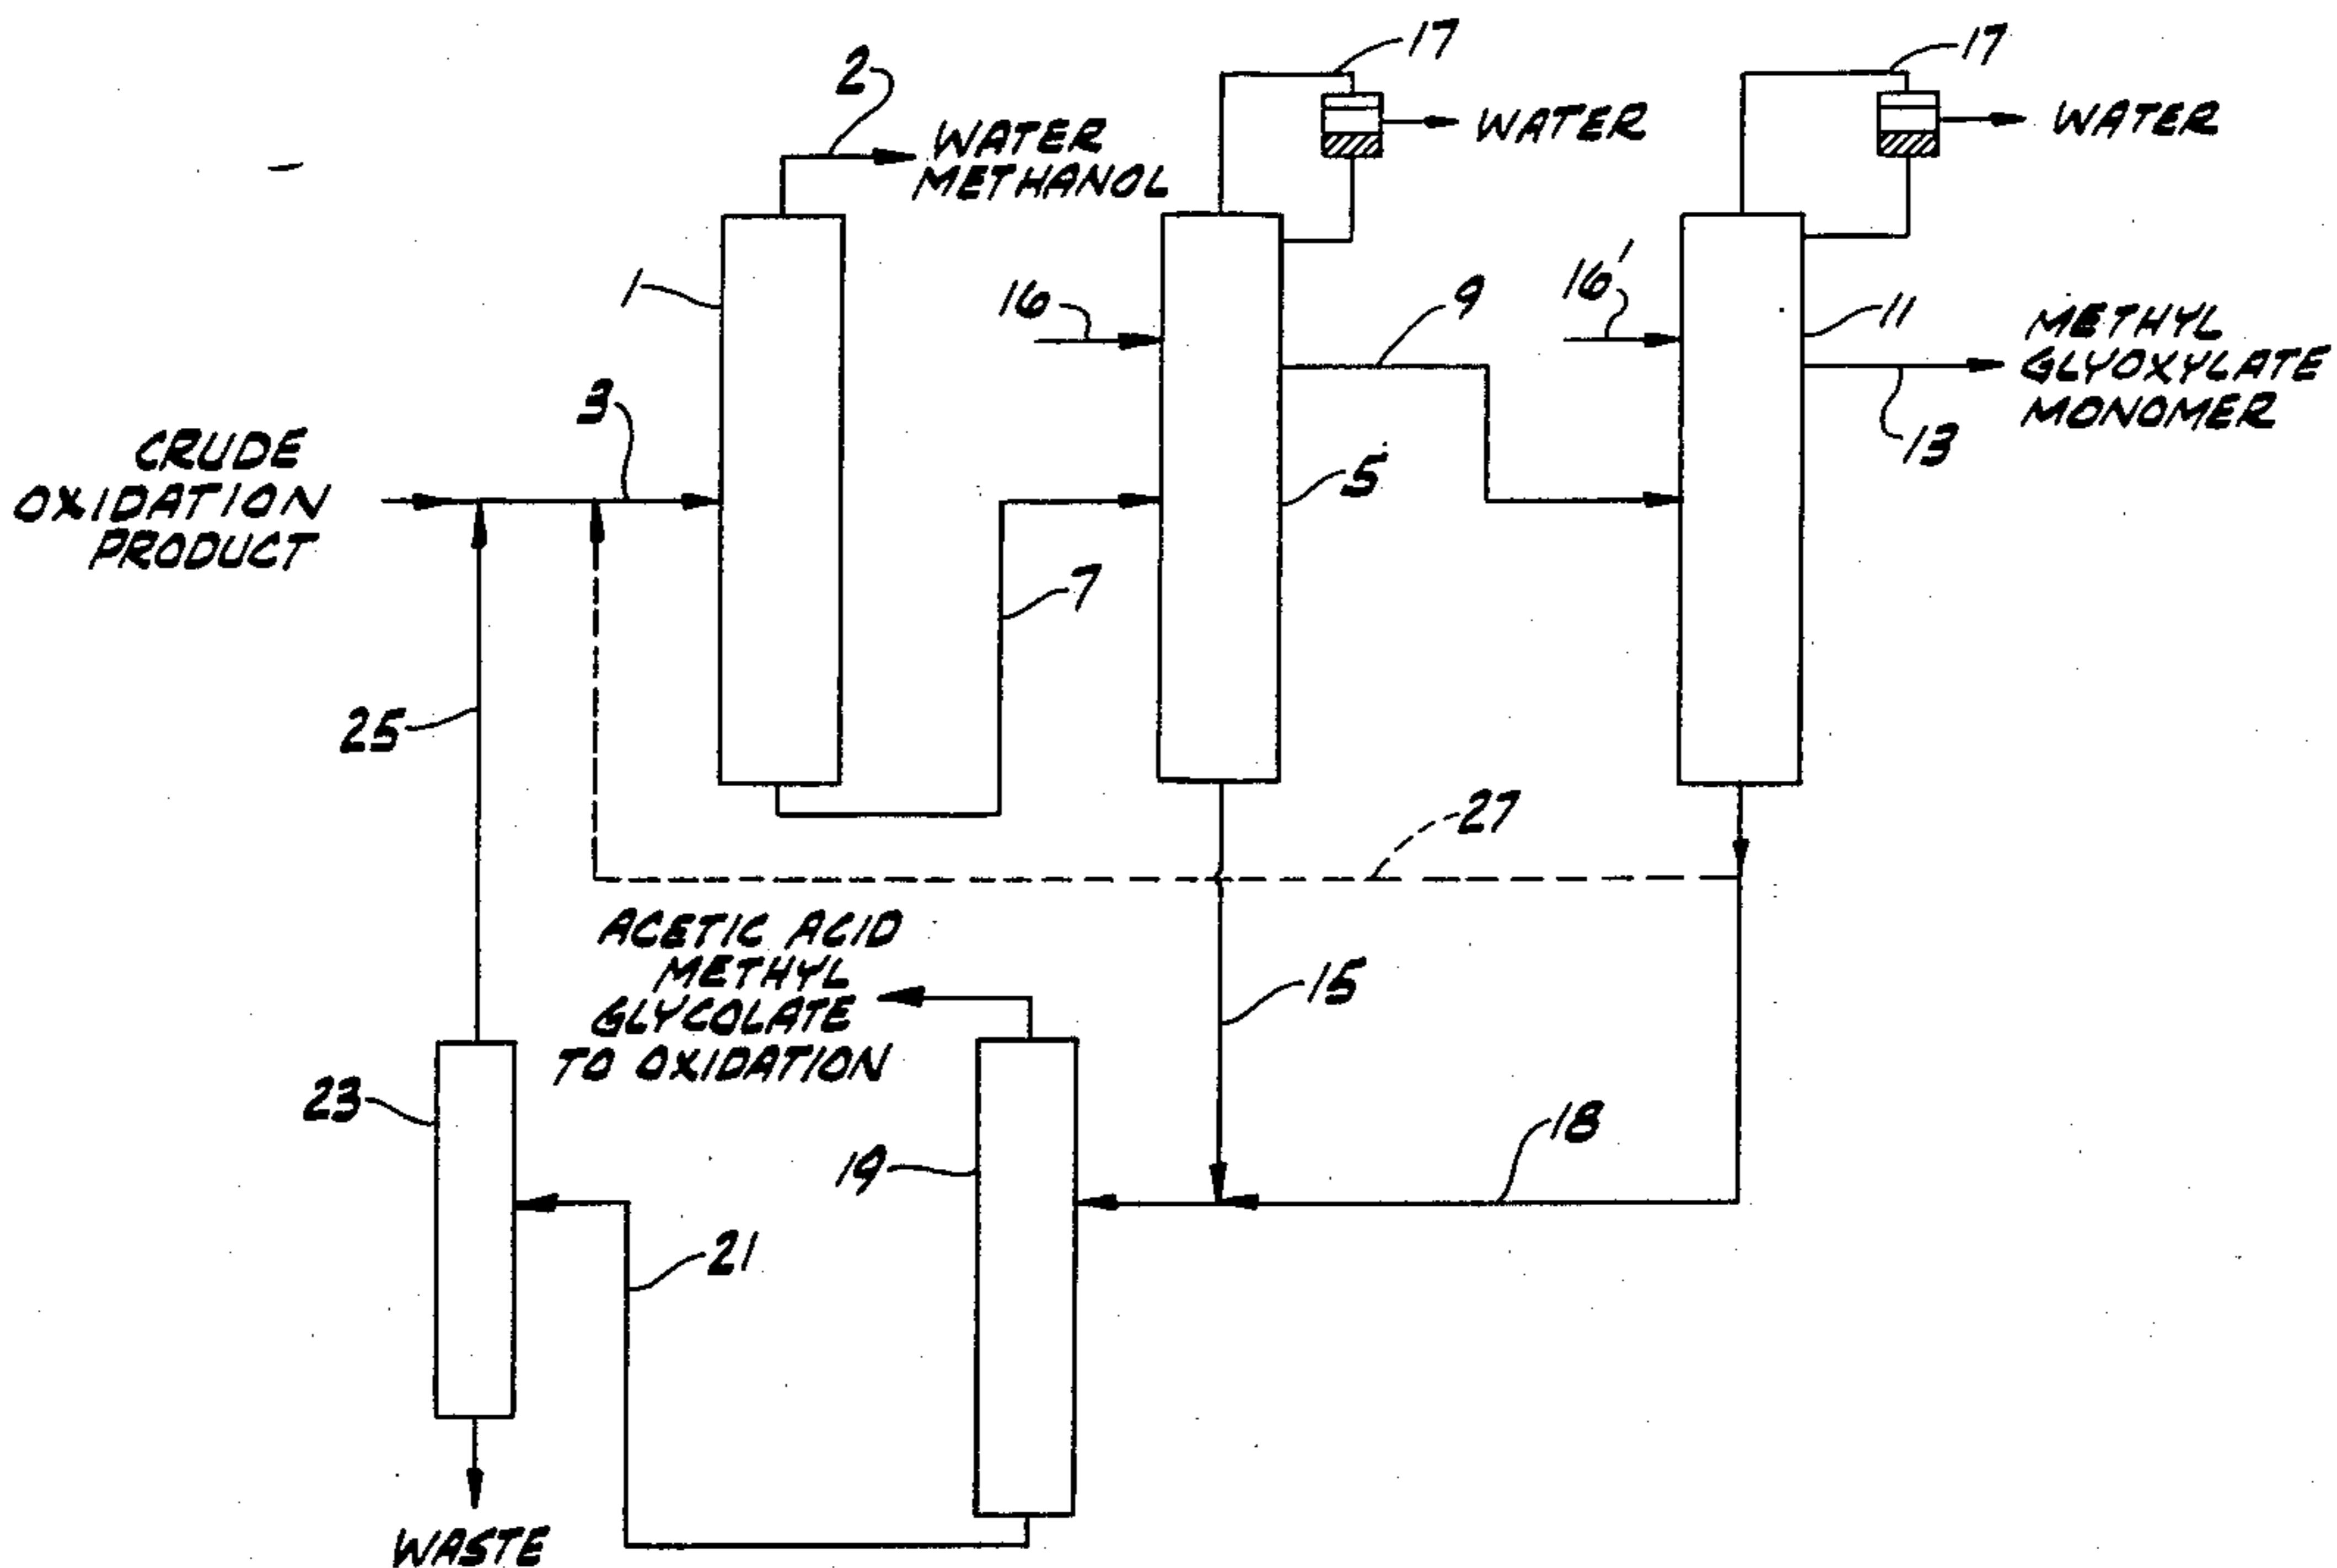 17
17
2
WATER
METHANOL
WATER
WATER
1
16
9
16'
11
METHYL
GLYOXYLATE
MONOMER
3
13
CRUDE
OXIDATION
PRODUCT
5
7
25
27
ACETIC ACID
METHYL
GLYCOLATE
TO OXIDATION
15
23
19
18
21
WASTE